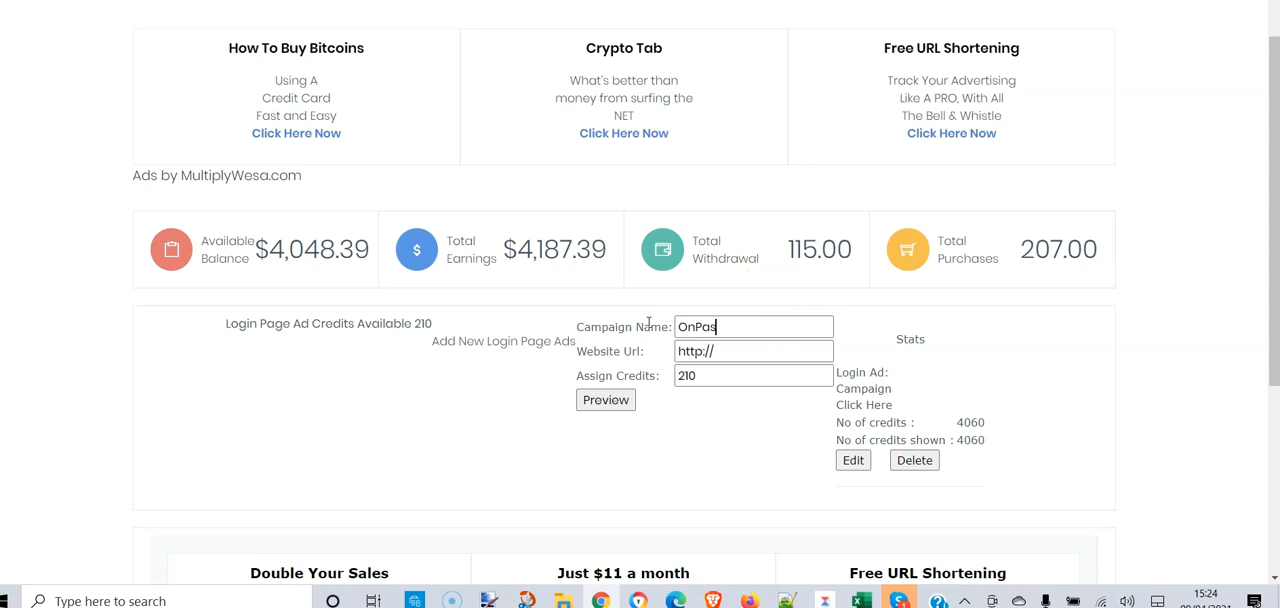 How To Buy Bitcoins
Using A
Credit Card
Fast and Easy
Click Here Now
Crypto Tab
What's better than
money from surfing the
NET
Click Here Now
Free URL Shortening
Track Your Advertising
Like A PRO, With All
The Bell & Whistle
Click Here Now
Ads by MultiplyWesa.com
Available Balance $4,048.39
Total Earnings $4,187.39
Total Withdrawal 115.00
Total Purchases 207.00
Login Page Ad Credits Available 210
Add New Login Page Ads
Campaign Name: OnPas
Website Url: http://
Assign Credits: 210
Preview
Stats
Login Ad:
Campaign
Click Here
No of credits : 4060
No of credits shown : 4060
Edit Delete
Double Your Sales
Just $11 a month
Free URL Shortening
Type here to search
15:24